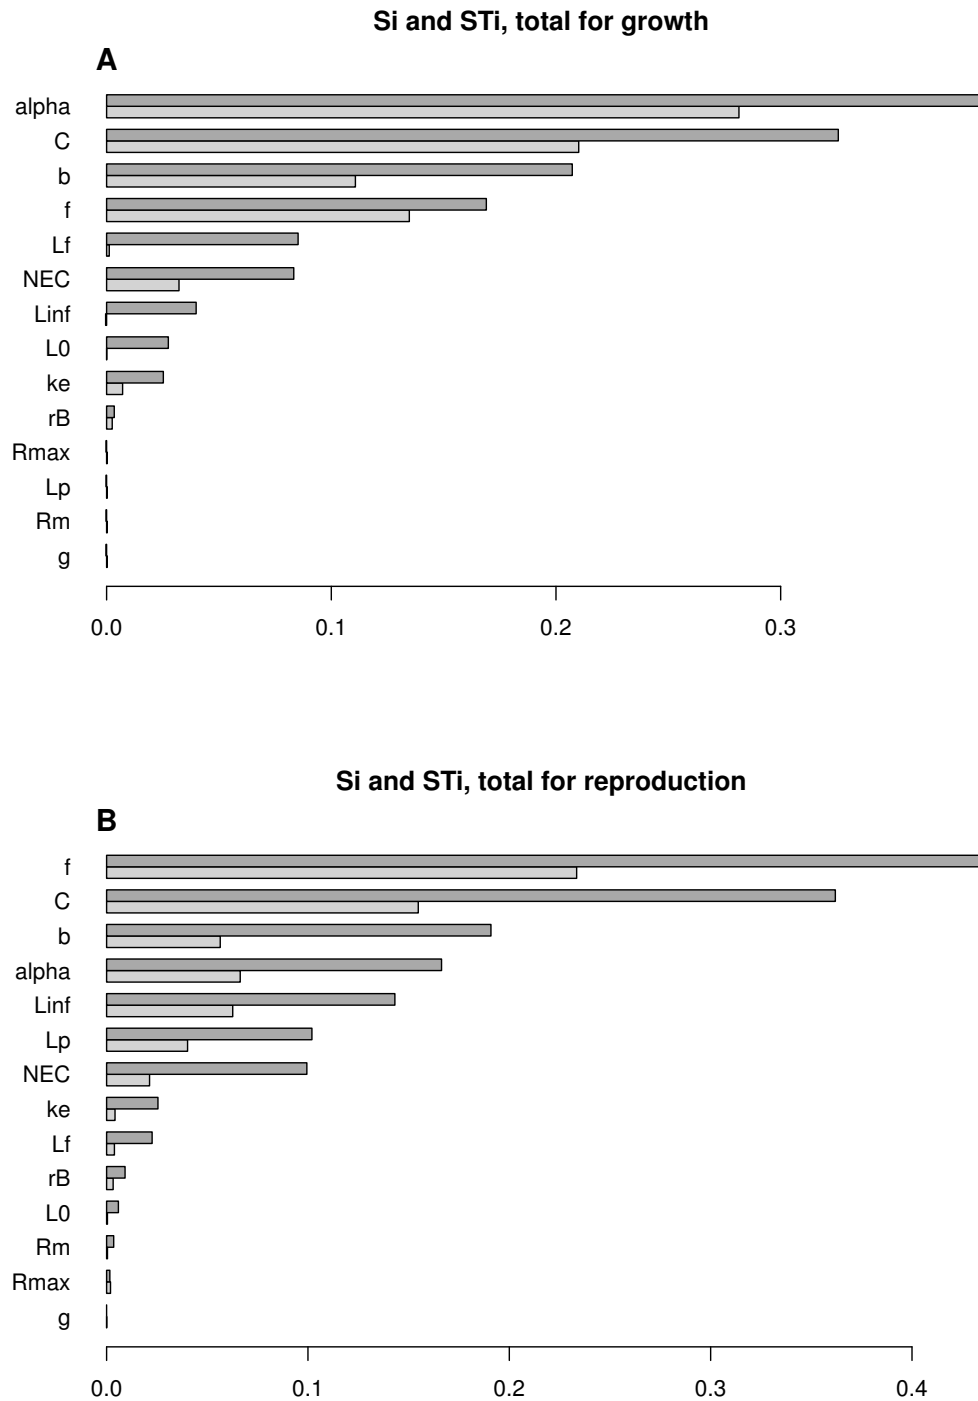 Si and STi, total for growth
A
alpha
C
b
f
Lf
NEC
Linf
L0
ke
rB
Rmax
Lp
Rm
g
0.0 0.1 0.2 0.3
Si and STi, total for reproduction
B
f
C
b
alpha
Linf
Lp
NEC
ke
Lf
rB
L0
Rm
Rmax
g
0.0 0.1 0.2 0.3 0.4